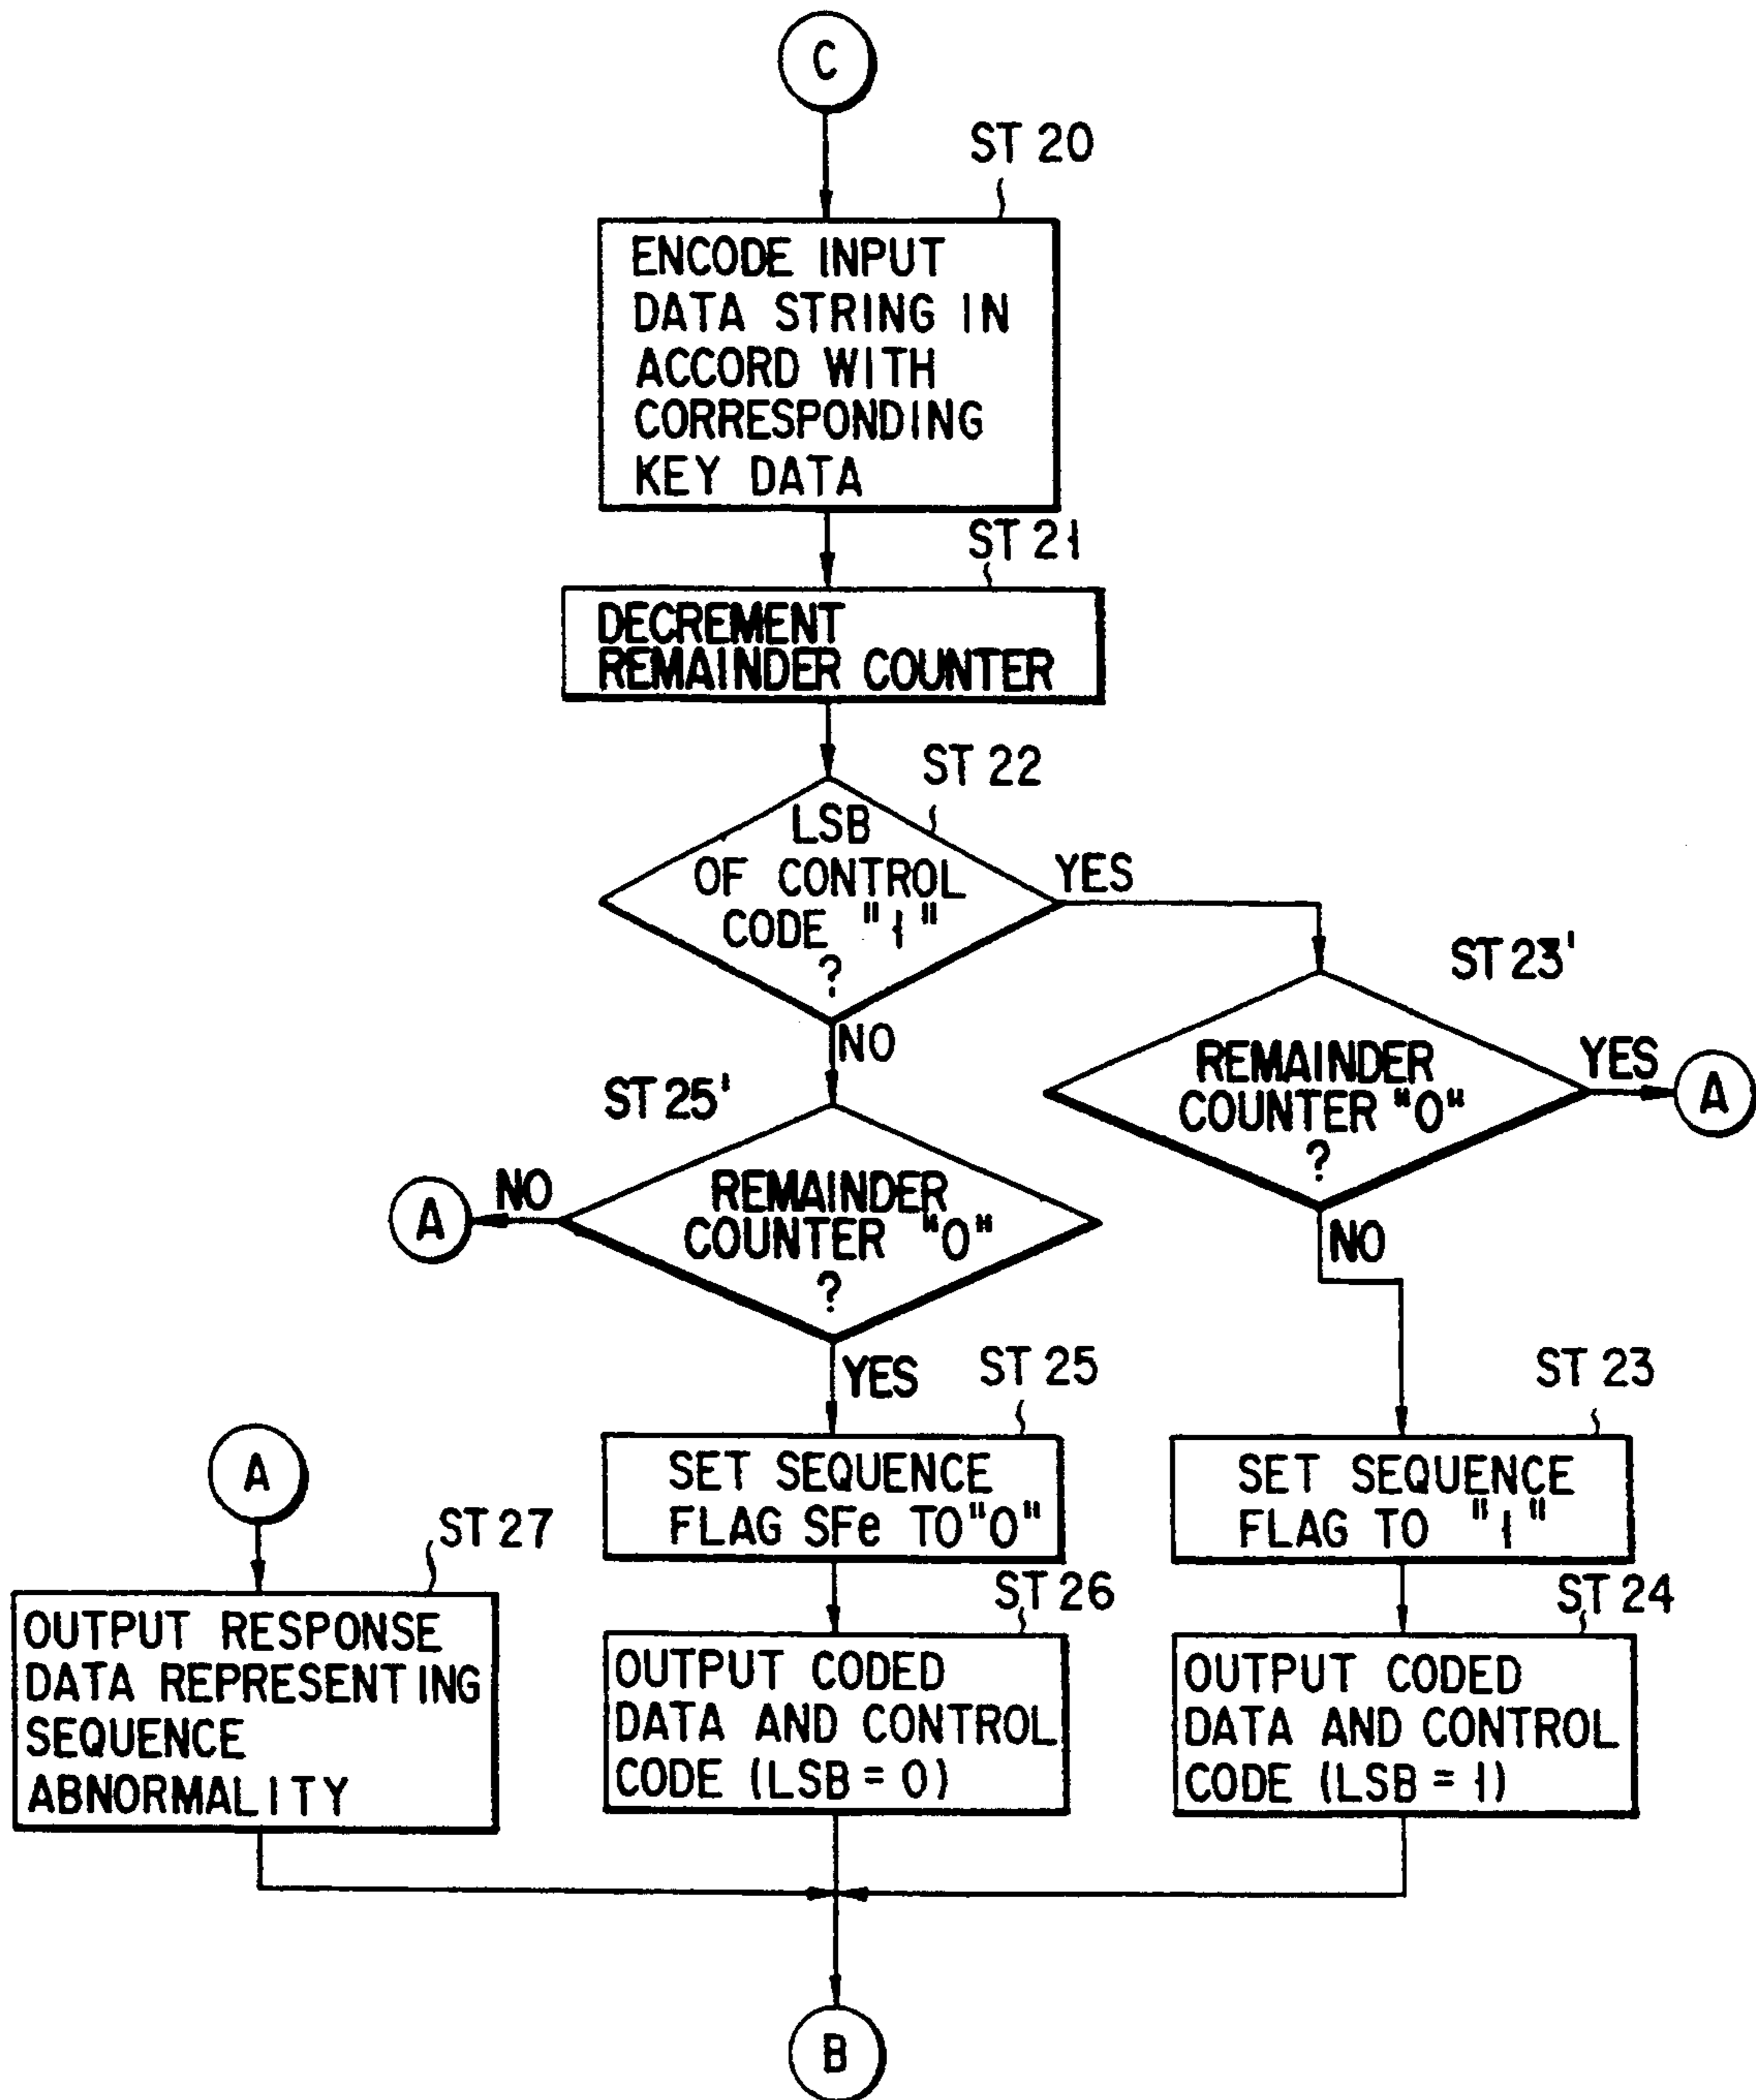 C
ST 20
ENCODE INPUT
DATA STRING IN
ACCORD WITH
CORRESPONDING
KEY DATA
ST 21
DECREMENT
REMAINDER COUNTER
ST 22
LSB
OF CONTROL
CODE "1"
?
YES
NO
ST 23'
REMAINDER
COUNTER "0"
?
YES
A
NO
ST 25'
REMAINDER
COUNTER "0"
?
NO
A
YES
ST 25
SET SEQUENCE
FLAG SFe TO "0"
ST 23
SET SEQUENCE
FLAG TO "1"
A
ST 27
OUTPUT RESPONSE
DATA REPRESENTING
SEQUENCE
ABNORMALITY
ST 26
OUTPUT CODED
DATA AND CONTROL
CODE (LSB = 0)
ST 24
OUTPUT CODED
DATA AND CONTROL
CODE (LSB = 1)
B